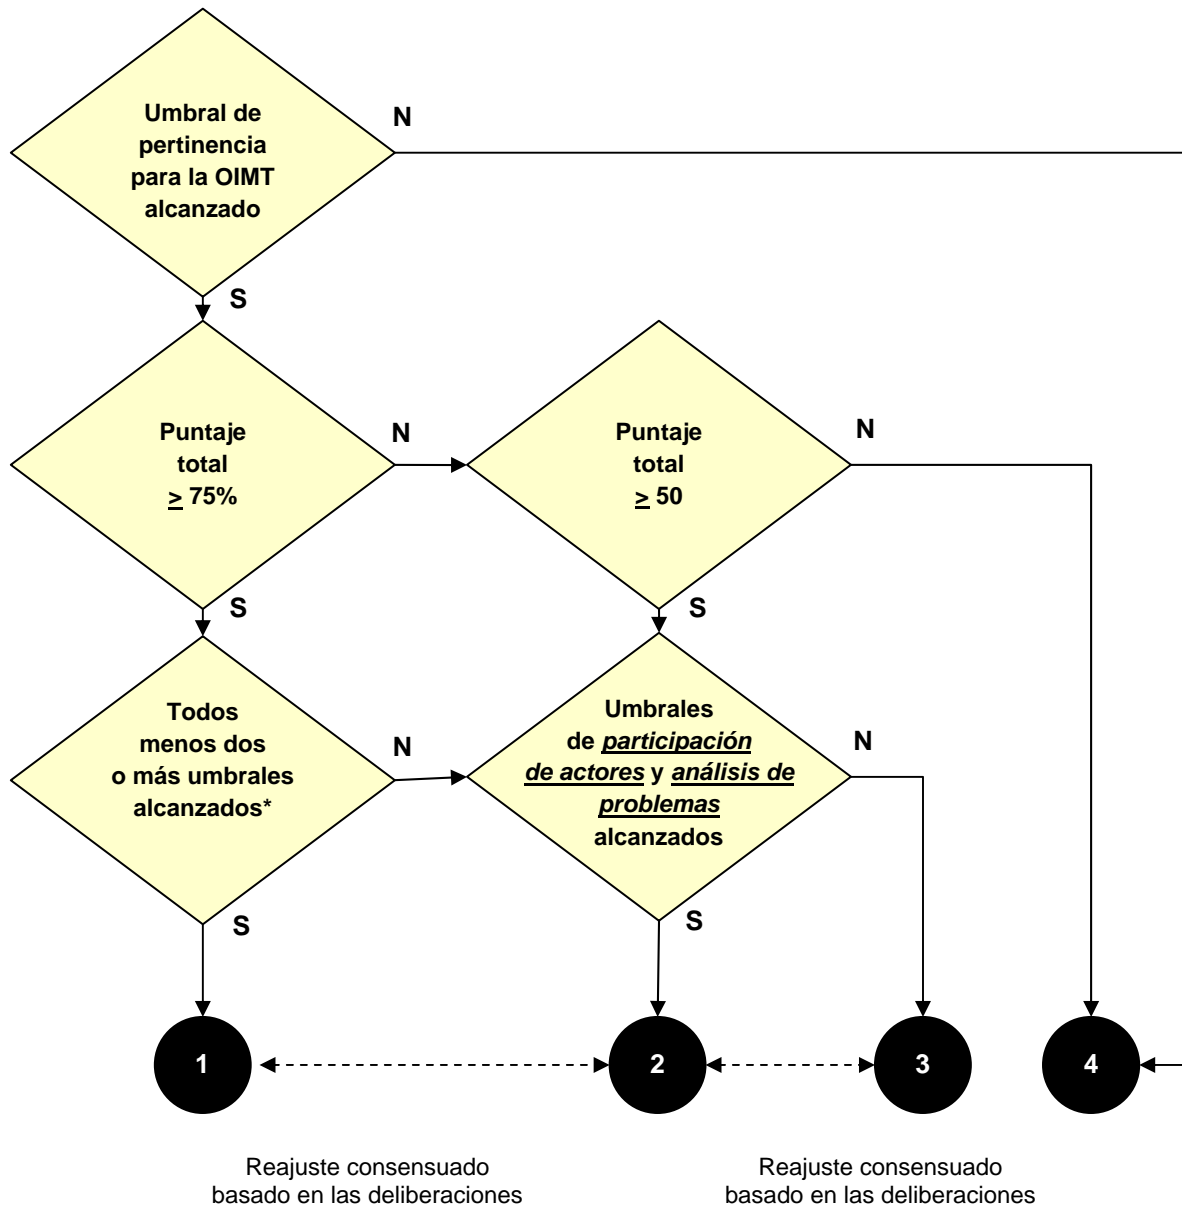 Umbral de
pertinencia
para la OIMT
alcanzado
N
S
Puntaje
total
≥ 75%
N
S
Puntaje
total
≥ 50
N
S
Todos
menos dos
o más umbrales
alcanzados*
N
S
Umbrales
de participación
de actores y análisis de
problemas
alcanzados
N
S
1
2
3
4
Reajuste consensuado
basado en las deliberaciones
Reajuste consensuado
basado en las deliberaciones